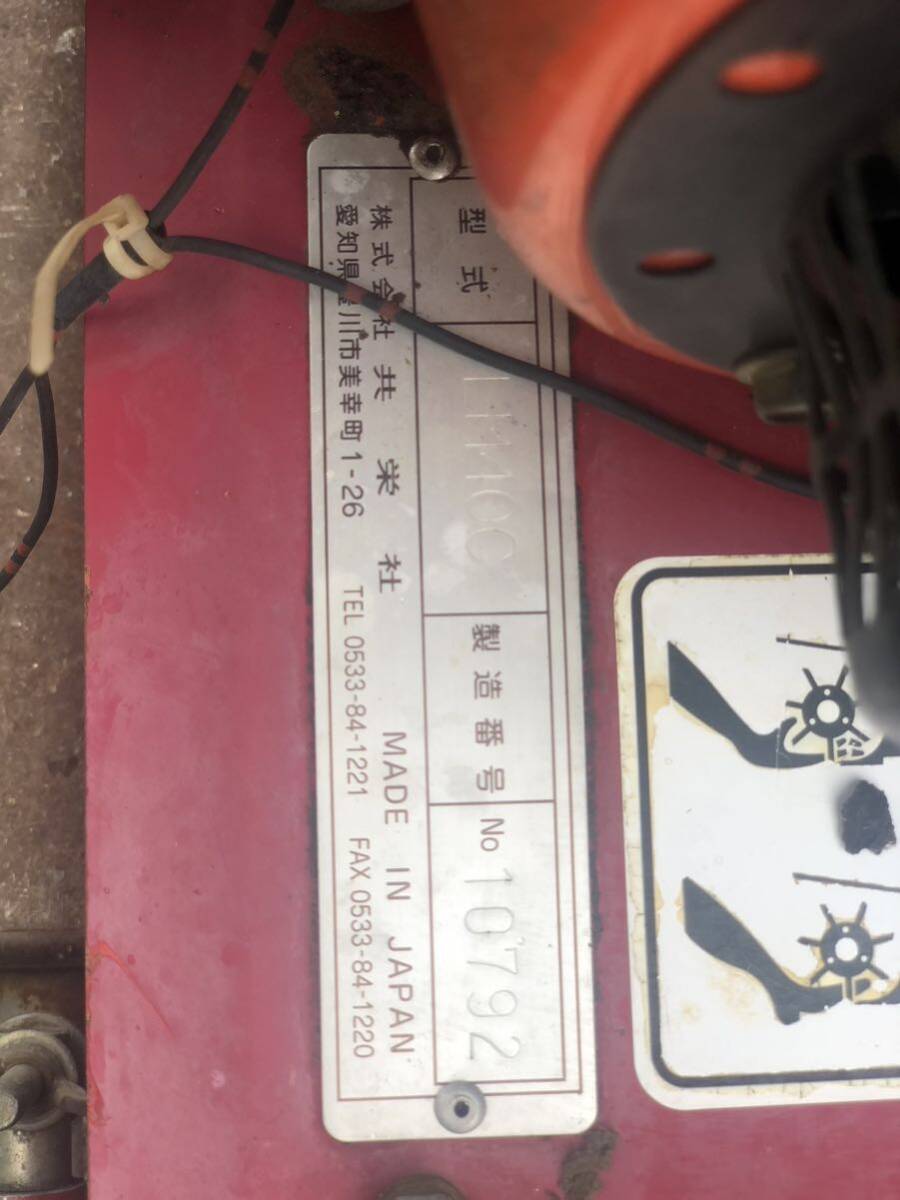 型式
製造番号 No 10792
株式会社 共栄社 MADE IN JAPAN
愛知県豊川市美幸町1-26 TEL 0533-84-1221 FAX 0533-84-1220